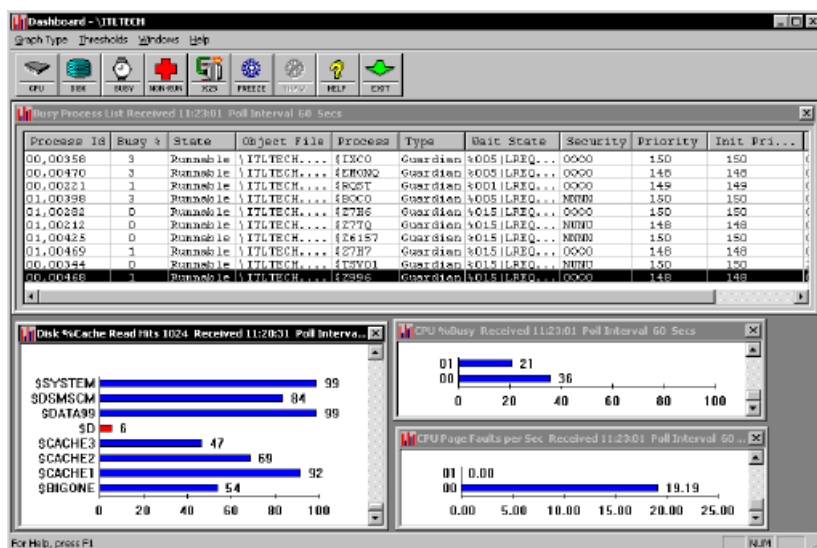 Dashboard - \ITLTECH
Graph Type Thresholds Windows Help
CPU DISK BUSY NON-RUN X25 FREEZE THAW HELP EXIT
Busy Process List Received 11:23:01 Poll Interval 60 Secs
Process Id Busy % State Object File Process Type Wait State Security Priority Init Pri...
00,00358 3 Runnable \ITLTECH.... $IXCO Guardian %005|LREQ... OOOO 150 150
00,00470 3 Runnable \ITLTECH.... $EMONQ Guardian %005|LREQ... OOOO 148 148
00,00221 1 Runnable \ITLTECH.... $RQST Guardian %001|LREQ... OOOO 149 149
01,00398 3 Runnable \ITLTECH.... $BOCO Guardian %005|LREQ... NNNN 150 150
01,00282 0 Runnable \ITLTECH.... $Z7H6 Guardian %015|LREQ... OOOO 150 150
01,00212 0 Runnable \ITLTECH.... $Z7TQ Guardian %015|LREQ... NUNU 148 148
01,00425 0 Runnable \ITLTECH.... $Z6157 Guardian %015|LREQ... NNNN 150 150
01,00469 1 Runnable \ITLTECH.... $Z7H7 Guardian %015|LREQ... OOOO 148 148
00,00344 0 Runnable \ITLTECH.... $TSVD1 Guardian %015|LREQ... NUNU 150 150
00,00468 1 Runnable \ITLTECH.... $Z996 Guardian %015|LREQ... OOOO 148 148
Disk %Cache Read Hits 1024 Received 11:20:31 Poll Interva...
$SYSTEM 99
$DSMSCM 84
$DATA99 99
$D 6
$CACHE3 47
$CACHE2 69
$CACHE1 92
$BIGONE 54
0 20 40 60 80 100
CPU %Busy Received 11:23:01 Poll Interval 60 Secs
01 21
00 36
0 20 40 60 80 100
CPU Page Faults per Sec Received 11:23:01 Poll Interval 60 ...
01 0.00
00 19.19
0.00 5.00 10.00 15.00 20.00 25.00
For Help, press F1
NUM